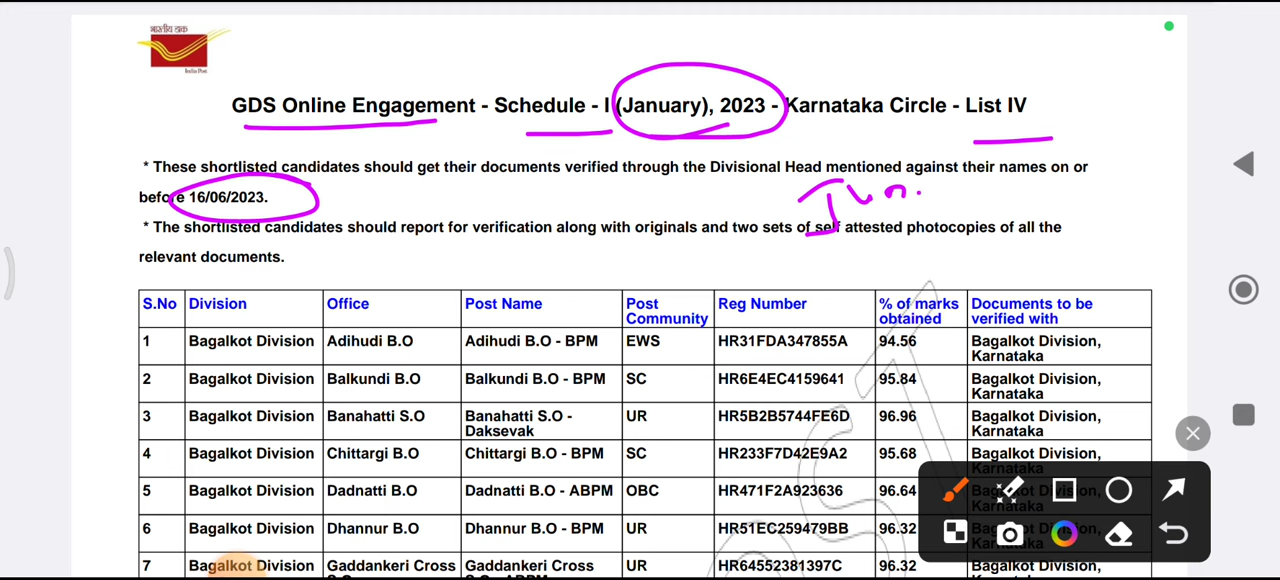 भारतीय डाक
India Post
GDS Online Engagement - Schedule - I (January), 2023 - Karnataka Circle - List IV
* These shortlisted candidates should get their documents verified through the Divisional Head mentioned against their names on or
before 16/06/2023.
Jun.
* The shortlisted candidates should report for verification along with originals and two sets of self attested photocopies of all the
relevant documents.
S.No Division Office Post Name Post Community Reg Number % of marks obtained Documents to be verified with
1 Bagalkot Division Adihudi B.O Adihudi B.O - BPM EWS HR31FDA347855A 94.56 Bagalkot Division, Karnataka
2 Bagalkot Division Balkundi B.O Balkundi B.O - BPM SC HR6E4EC4159641 95.84 Bagalkot Division, Karnataka
3 Bagalkot Division Banahatti S.O Banahatti S.O - Daksevak UR HR5B2B5744FE6D 96.96 Bagalkot Division, Karnataka
4 Bagalkot Division Chittargi B.O Chittargi B.O - BPM SC HR233F7D42E9A2 95.68 Bagalkot Division, Karnataka
5 Bagalkot Division Dadnatti B.O Dadnatti B.O - ABPM OBC HR471F2A923636 96.64 Bagalkot Division, Karnataka
6 Bagalkot Division Dhannur B.O Dhannur B.O - BPM UR HR51EC259479BB 96.32 Bagalkot Division, Karnataka
7 Bagalkot Division Gaddankeri Cross Gaddankeri Cross UR HR64552381397C 96.32 Bagalkot Division,